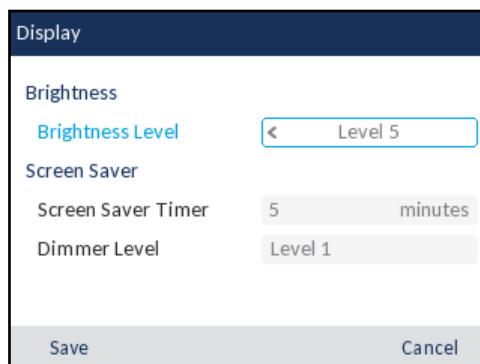 Display
Brightness
Brightness Level < Level 5
Screen Saver
Screen Saver Timer 5 minutes
Dimmer Level Level 1
Save Cancel